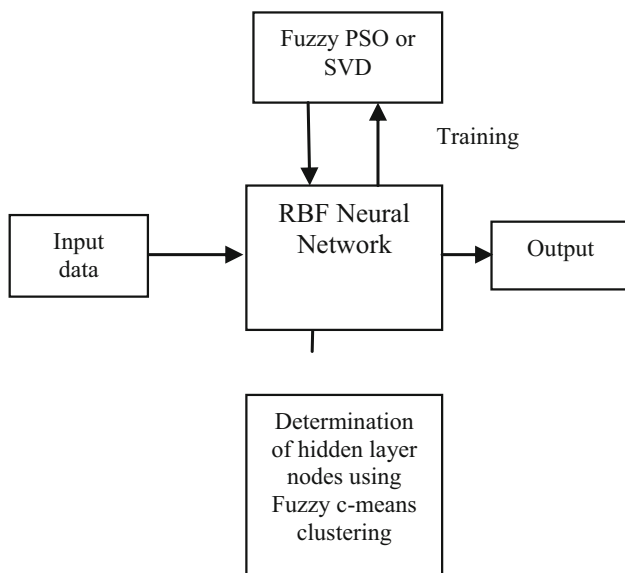 Fuzzy PSO or
SVD
Training
RBF Neural
Network
Input
data
Output
Determination
of hidden layer
nodes using
Fuzzy c-means
clustering